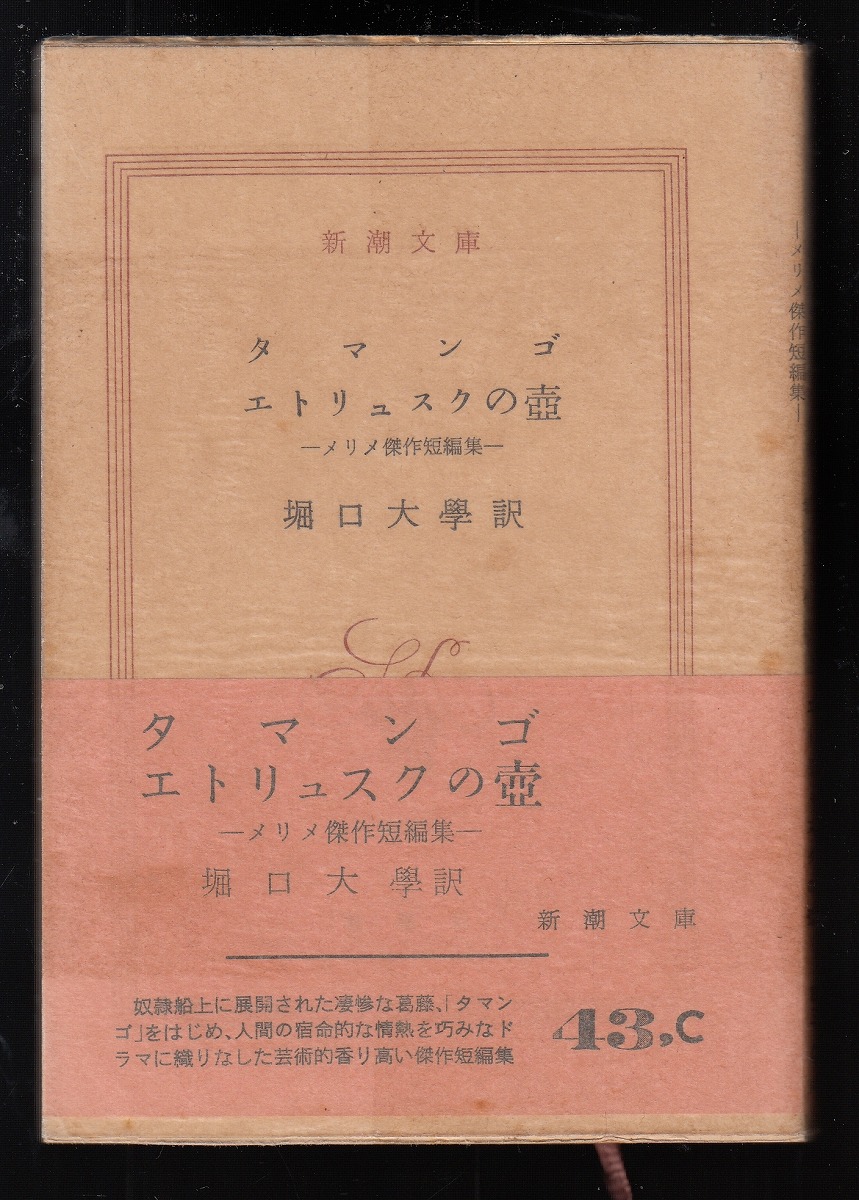 新潮文庫
タマンゴ
エトリュスクの壺
―メリメ傑作短編集―
堀口大學訳
―メリメ傑作短編集―
タマンゴ
エトリュスクの壺
―メリメ傑作短編集―
堀口大學訳
新潮文庫
奴隷船上に展開された凄惨な葛藤、「タマン
ゴ」をはじめ、人間の宿命的な情熱を巧みなド
ラマに織りなした芸術的香り高い傑作短編集
43,C